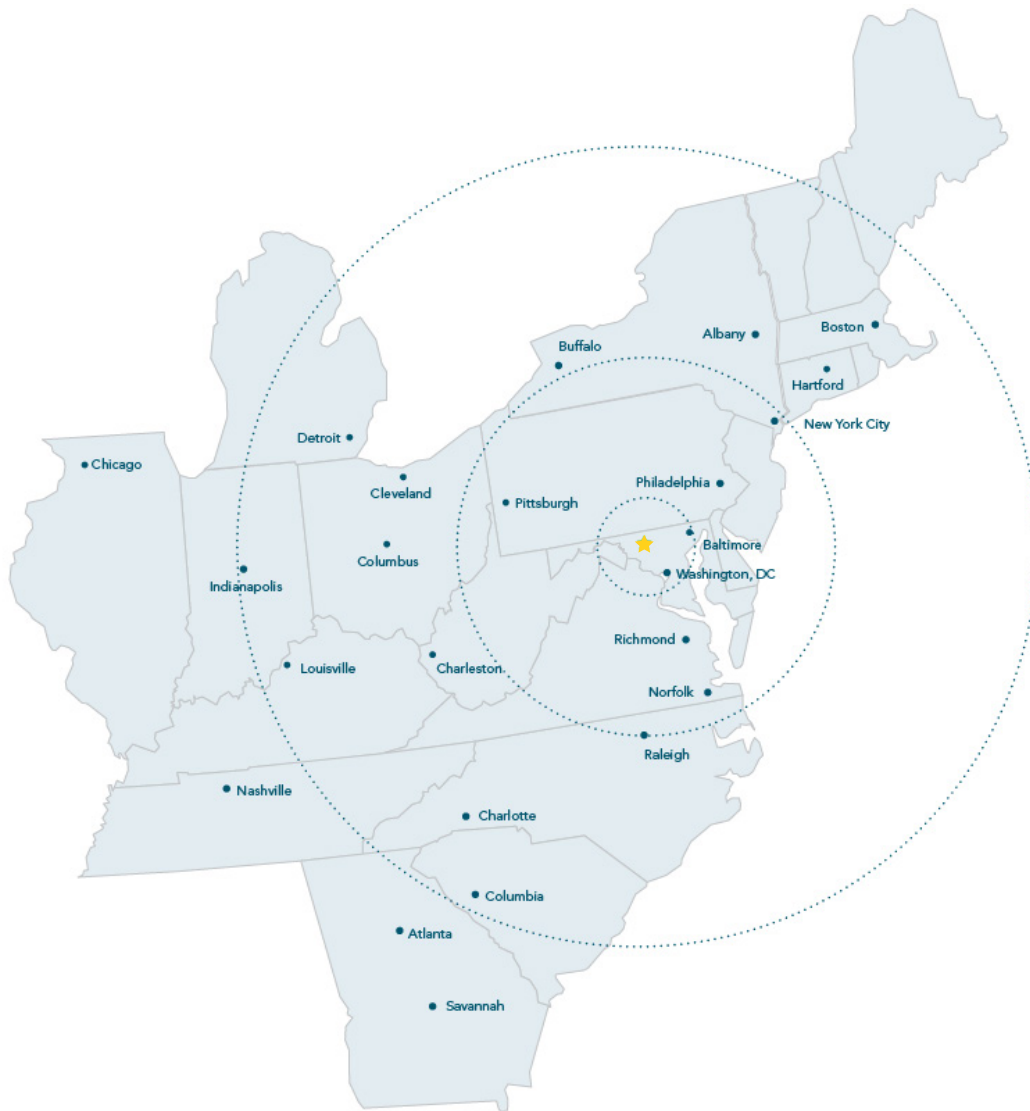 Boston
Albany
Buffalo
Hartford
New York City
Detroit
Chicago
Cleveland
Philadelphia
Pittsburgh
Baltimore
Columbus
Washington, DC
Indianapolis
Richmond
Louisville
Charleston
Norfolk
Raleigh
Nashville
Charlotte
Columbia
Atlanta
Savannah